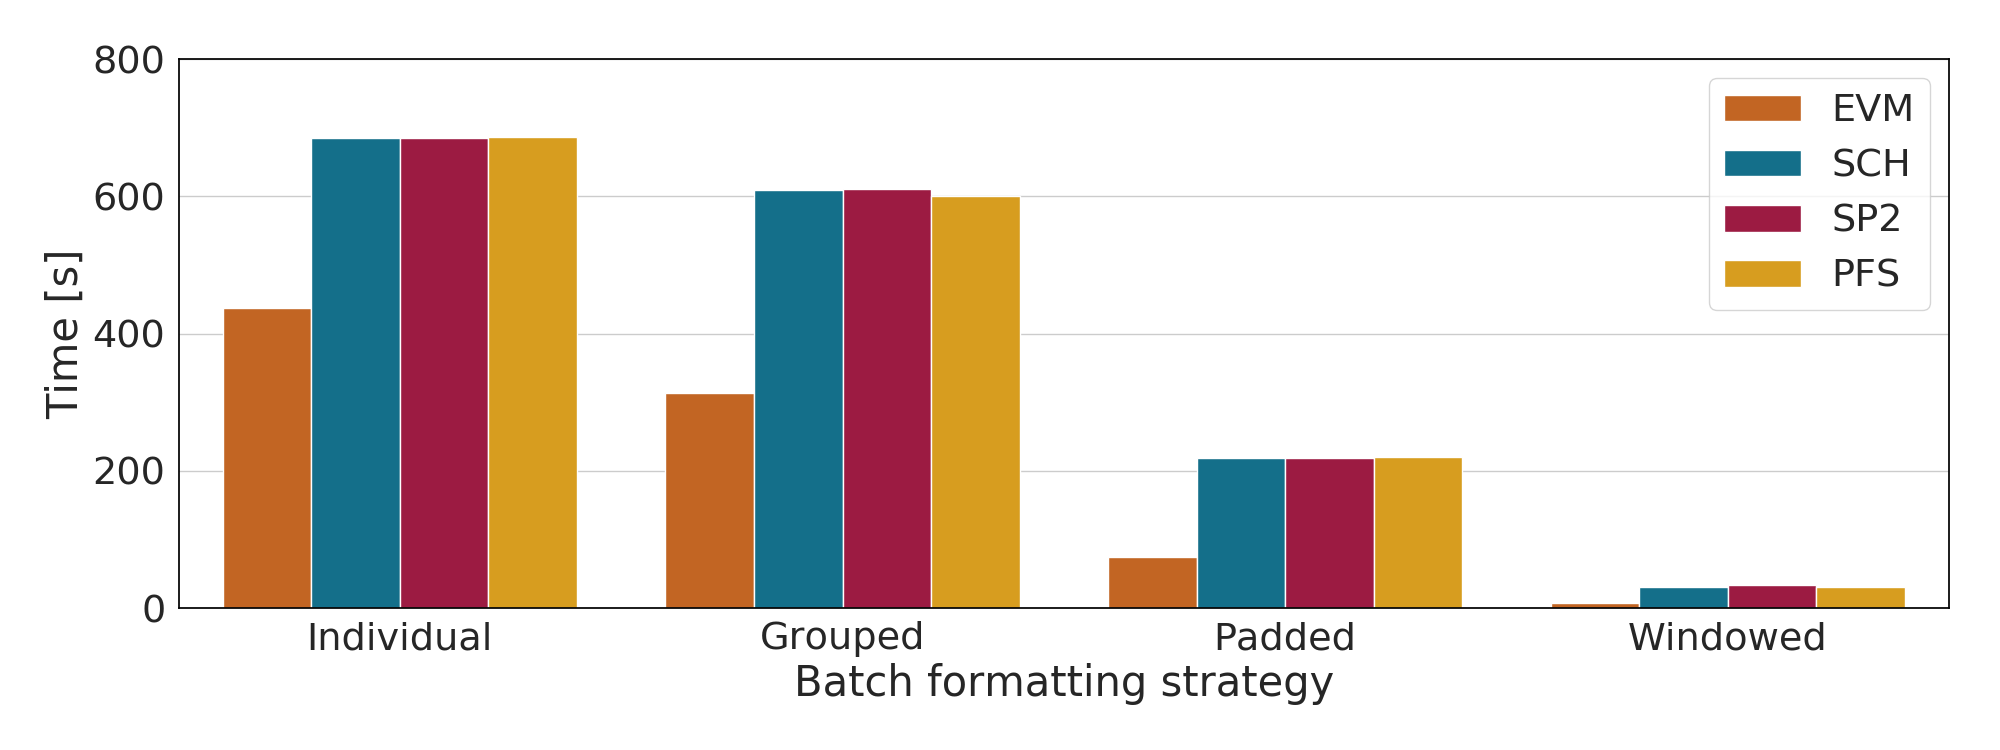 800
600
400
200
0
Time [s]
EVM
SCH
SP2
PFS
Individual
Grouped
Padded
Windowed
Batch formatting strategy